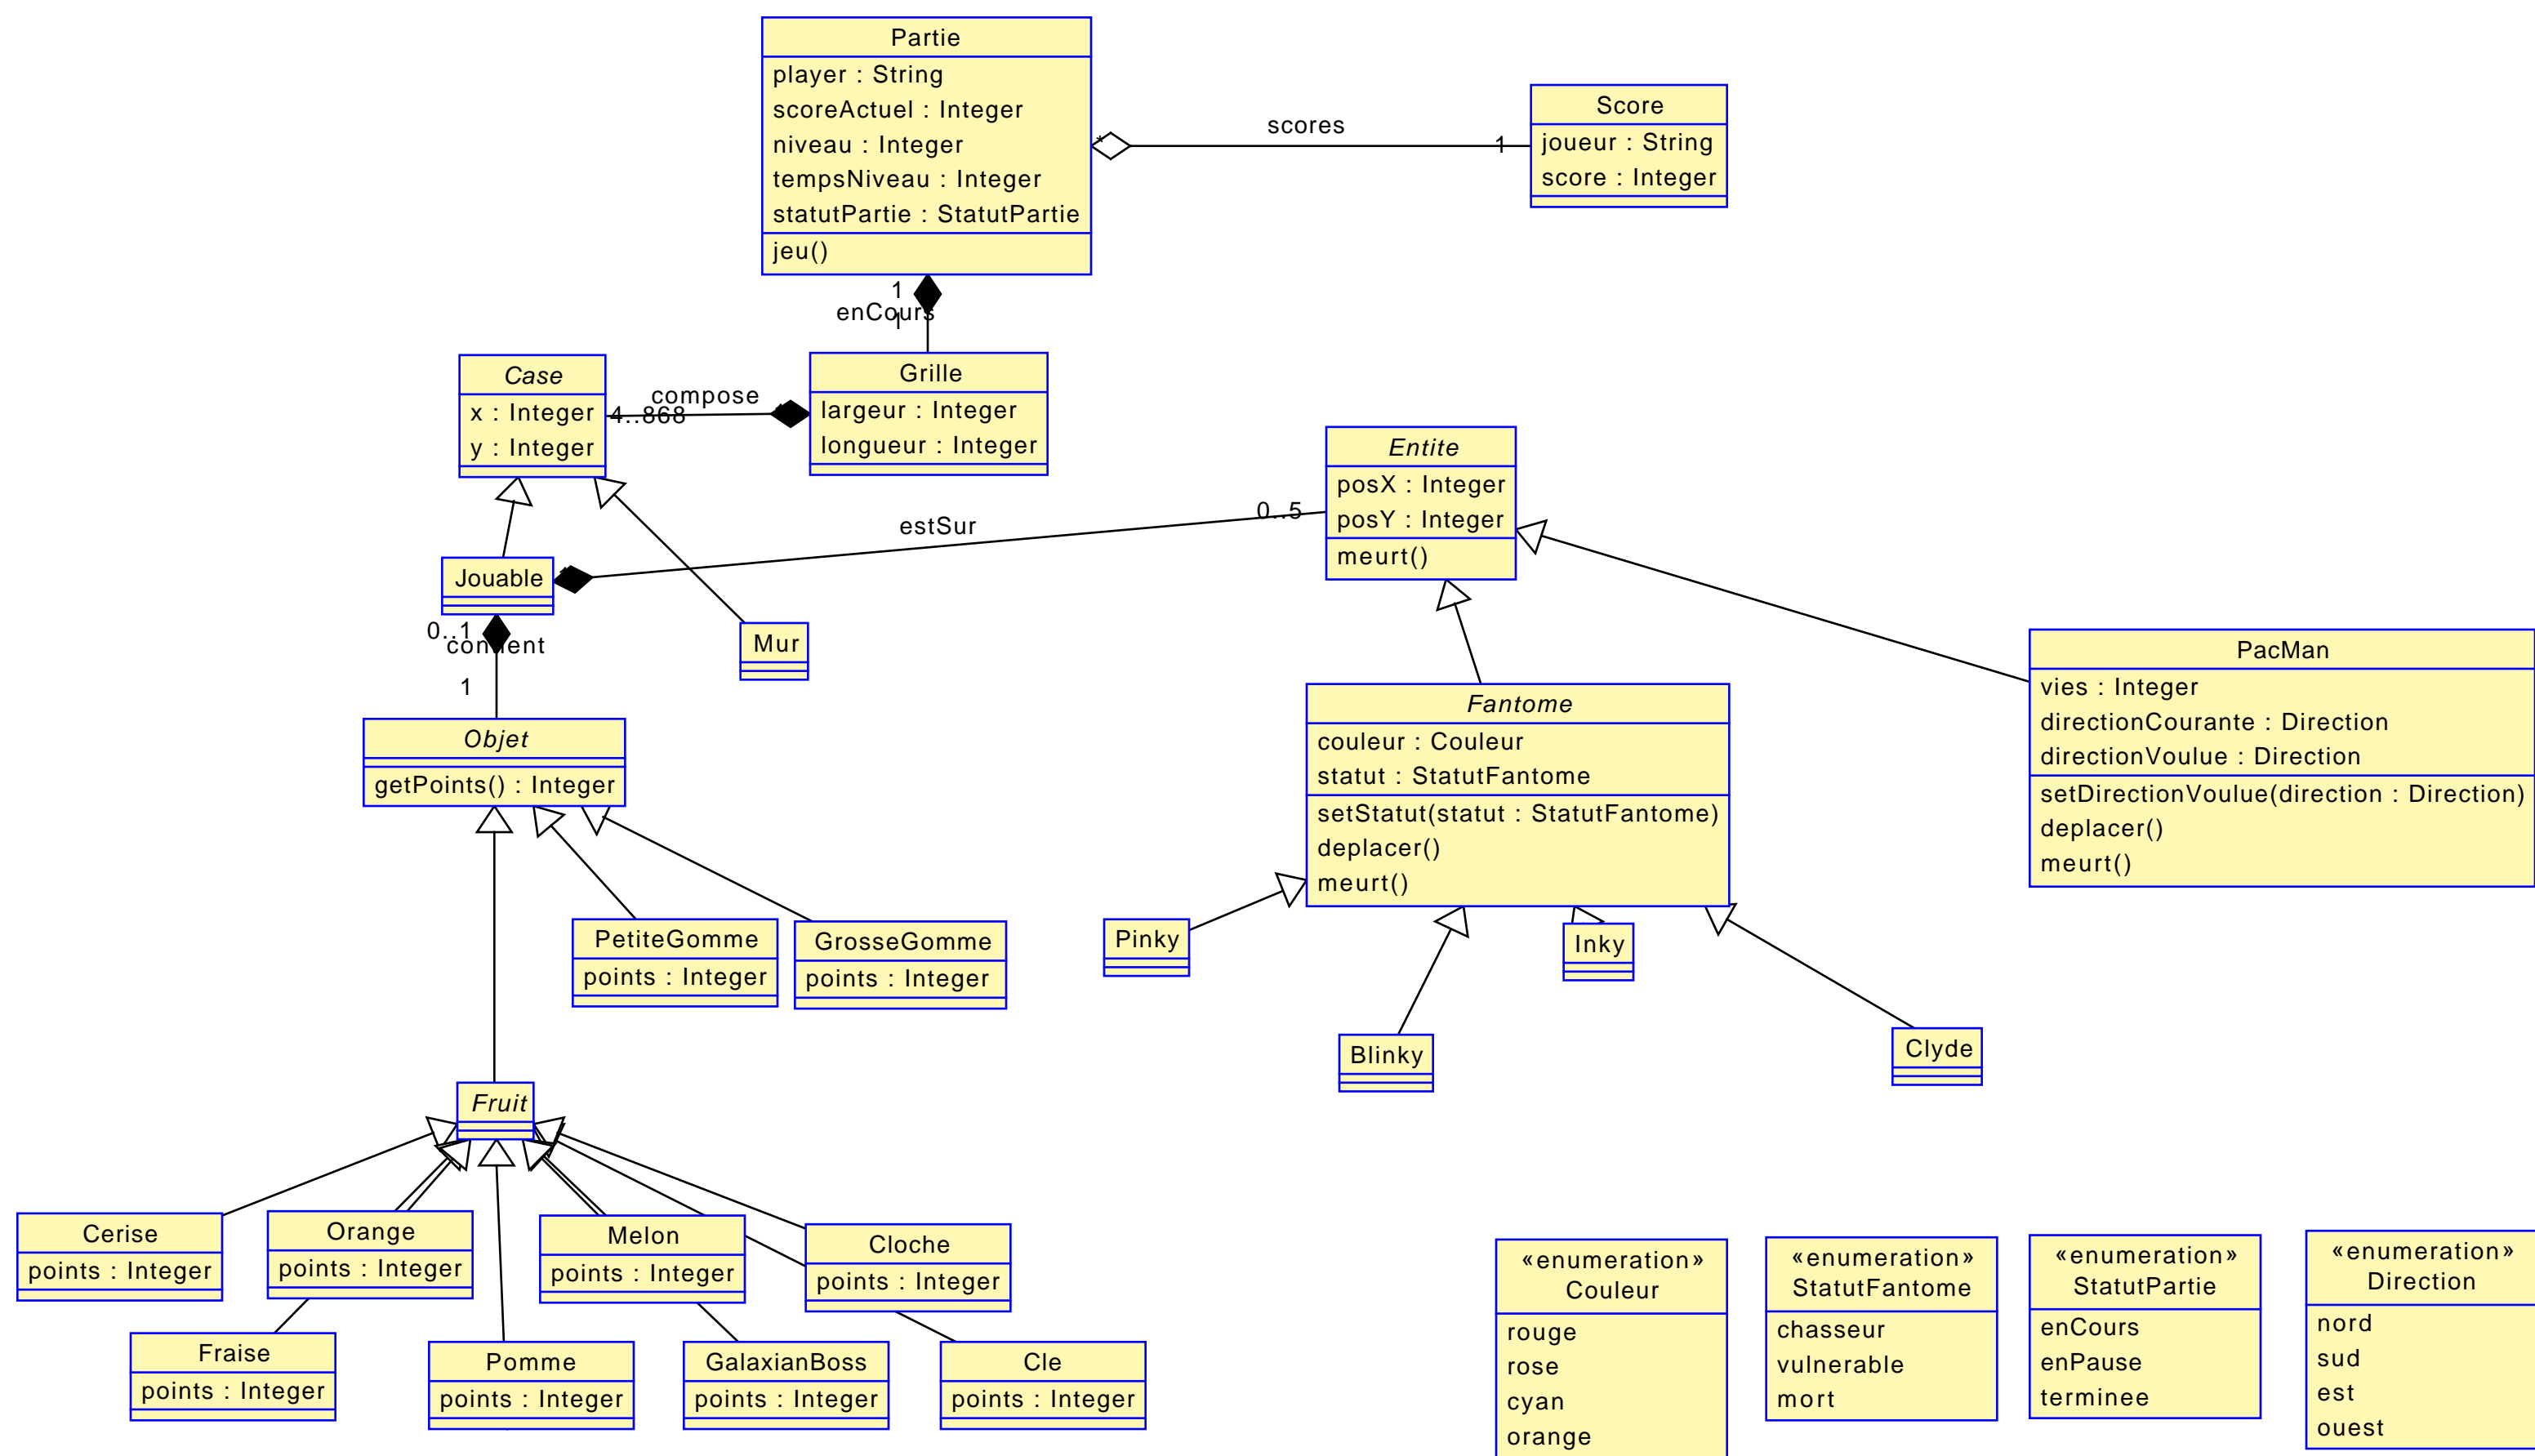 Partie
player : String
scoreActuel : Integer
niveau : Integer
tempsNiveau : Integer
statutPartie : StatutPartie
jeu()
*
scores
1
Score
joueur : String
score : Integer
1
enCours
1
Case
x : Integer
y : Integer
4..868
compose
Grille
largeur : Integer
longueur : Integer
Entite
posX : Integer
posY : Integer
meurt()
0..5
estSur
Jouable
0..1
contient
1
Mur
Objet
getPoints() : Integer
Fantome
couleur : Couleur
statut : StatutFantome
setStatut(statut : StatutFantome)
deplacer()
meurt()
PacMan
vies : Integer
directionCourante : Direction
directionVoulue : Direction
setDirectionVoulue(direction : Direction)
deplacer()
meurt()
PetiteGomme
points : Integer
GrosseGomme
points : Integer
Pinky
Inky
Blinky
Clyde
Fruit
Cerise
points : Integer
Orange
points : Integer
Melon
points : Integer
Cloche
points : Integer
Fraise
points : Integer
Pomme
points : Integer
GalaxianBoss
points : Integer
Cle
points : Integer
«enumeration»
Couleur
rouge
rose
cyan
orange
«enumeration»
StatutFantome
chasseur
vulnerable
mort
«enumeration»
StatutPartie
enCours
enPause
terminee
«enumeration»
Direction
nord
sud
est
ouest